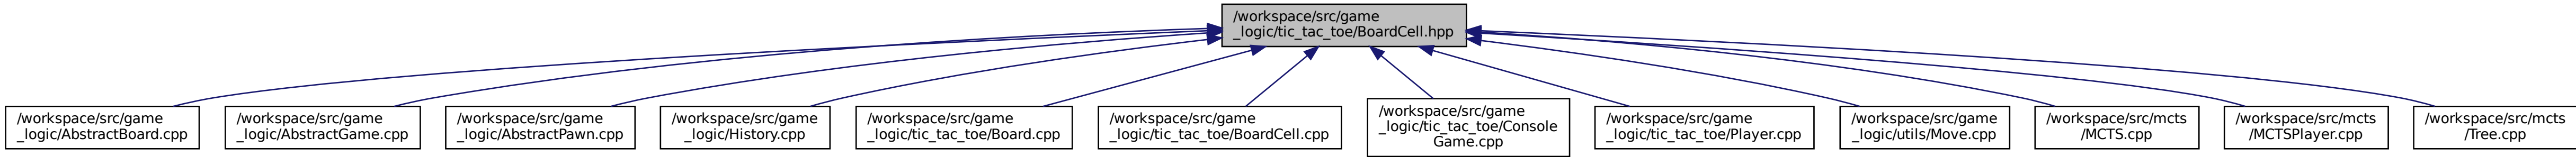 /workspace/src/game
_logic/tic_tac_toe/BoardCell.hpp
/workspace/src/game
_logic/AbstractBoard.cpp
/workspace/src/game
_logic/AbstractGame.cpp
/workspace/src/game
_logic/AbstractPawn.cpp
/workspace/src/game
_logic/History.cpp
/workspace/src/game
_logic/tic_tac_toe/Board.cpp
/workspace/src/game
_logic/tic_tac_toe/BoardCell.cpp
/workspace/src/game
_logic/tic_tac_toe/Console
Game.cpp
/workspace/src/game
_logic/tic_tac_toe/Player.cpp
/workspace/src/game
_logic/utils/Move.cpp
/workspace/src/mcts
/MCTS.cpp
/workspace/src/mcts
/MCTSPlayer.cpp
/workspace/src/mcts
/Tree.cpp